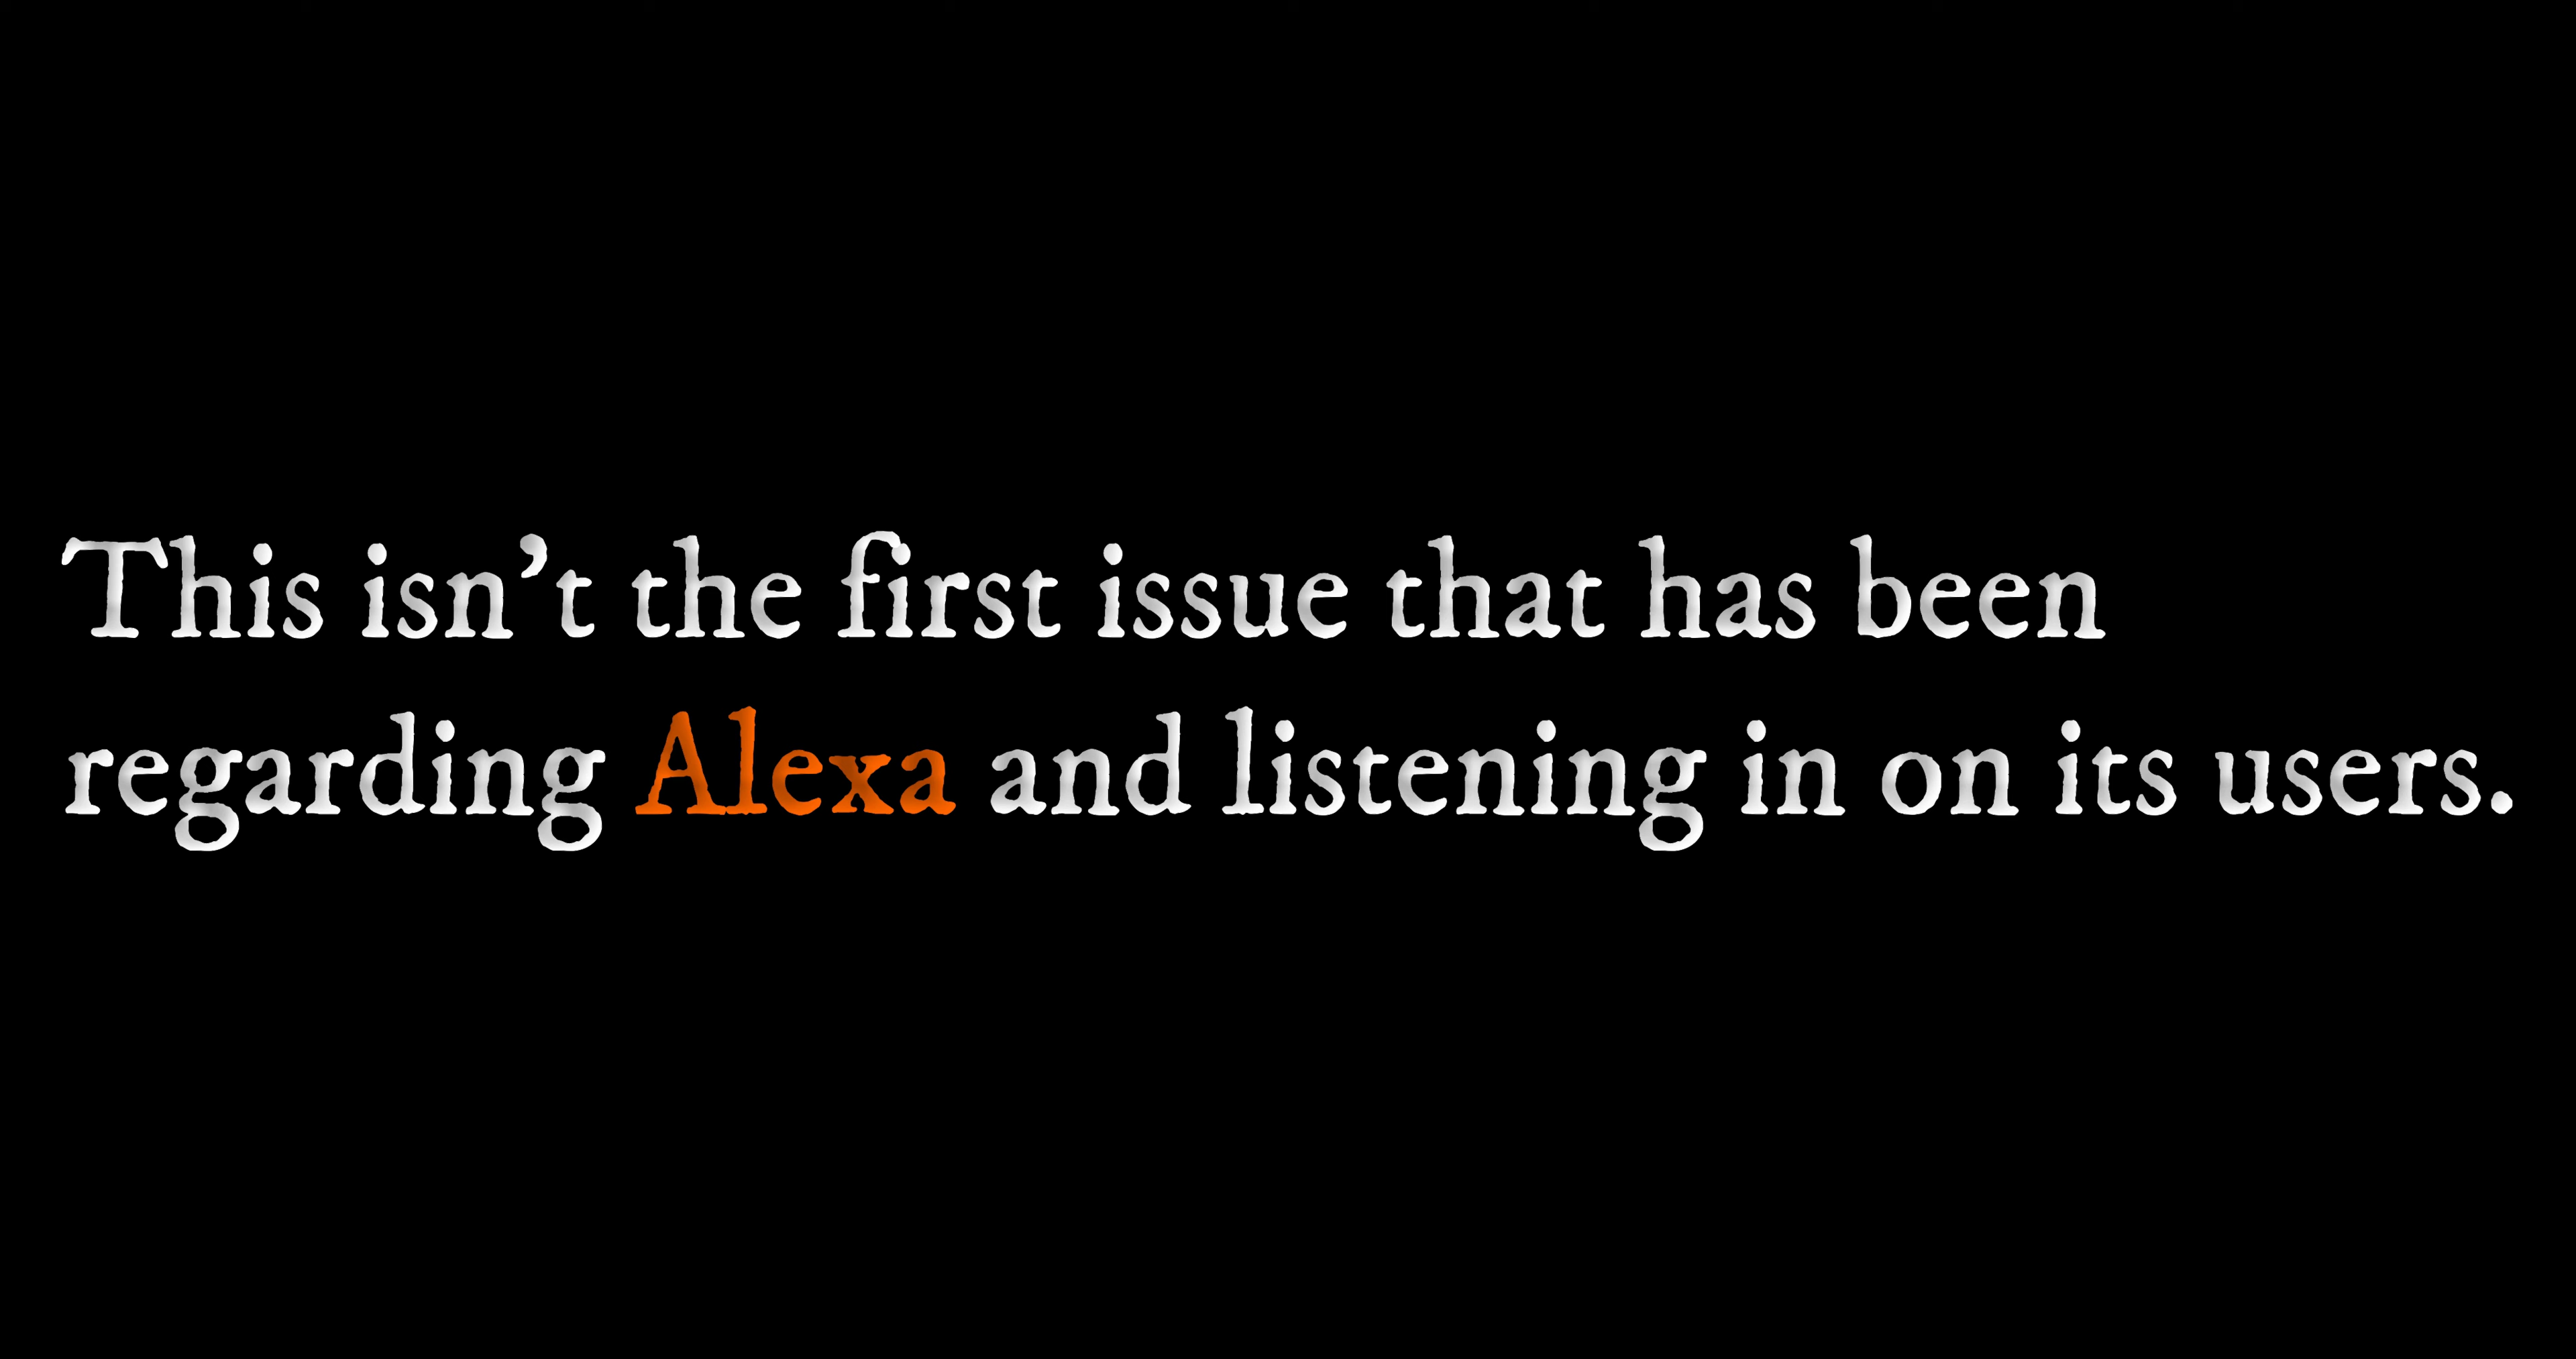 This isn’t the first issue that has been
regarding Alexa and listening in on its users.